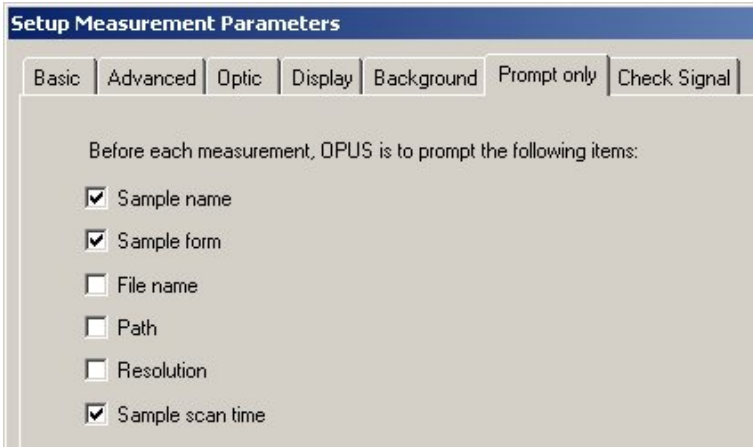 Setup Measurement Parameters
Basic Advanced Optic Display Background Prompt only Check Signal
Before each measurement, OPUS is to prompt the following items:
Sample name
Sample form
File name
Path
Resolution
Sample scan time